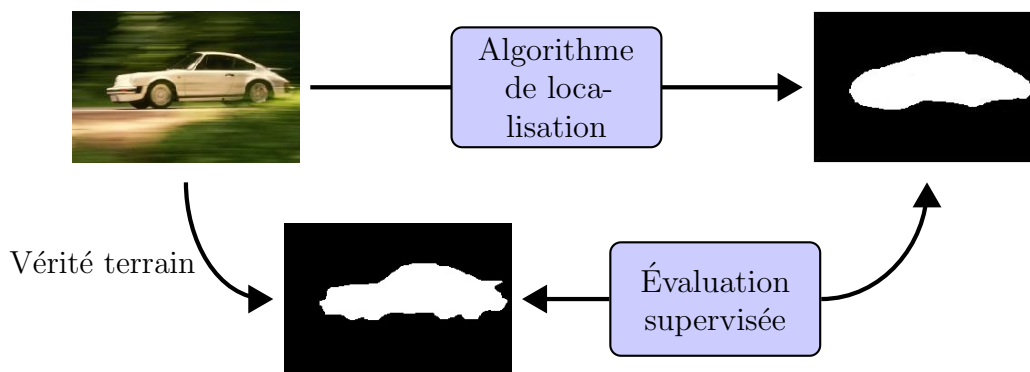 Algorithme
de loca-
lisation
Vérité terrain
Évaluation
supervisée